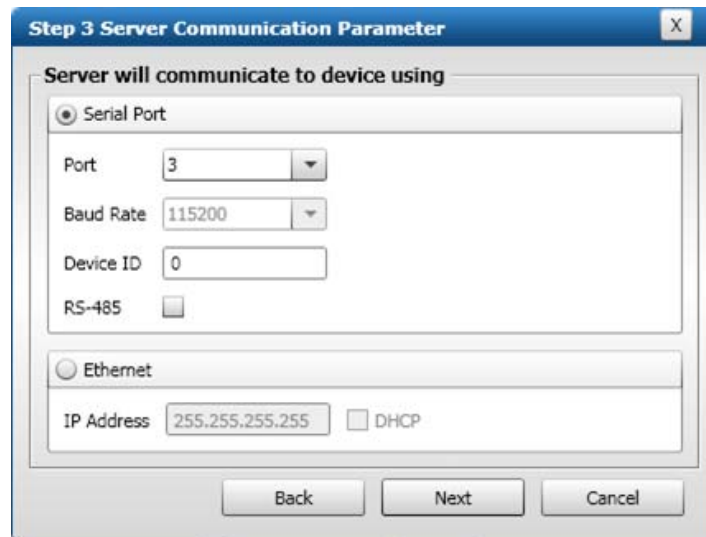 Step 3 Server Communication Parameter X
Server will communicate to device using
Serial Port
Port 3
Baud Rate 115200
Device ID 0
RS-485
Ethernet
IP Address 255.255.255.255 DHCP
Back Next Cancel